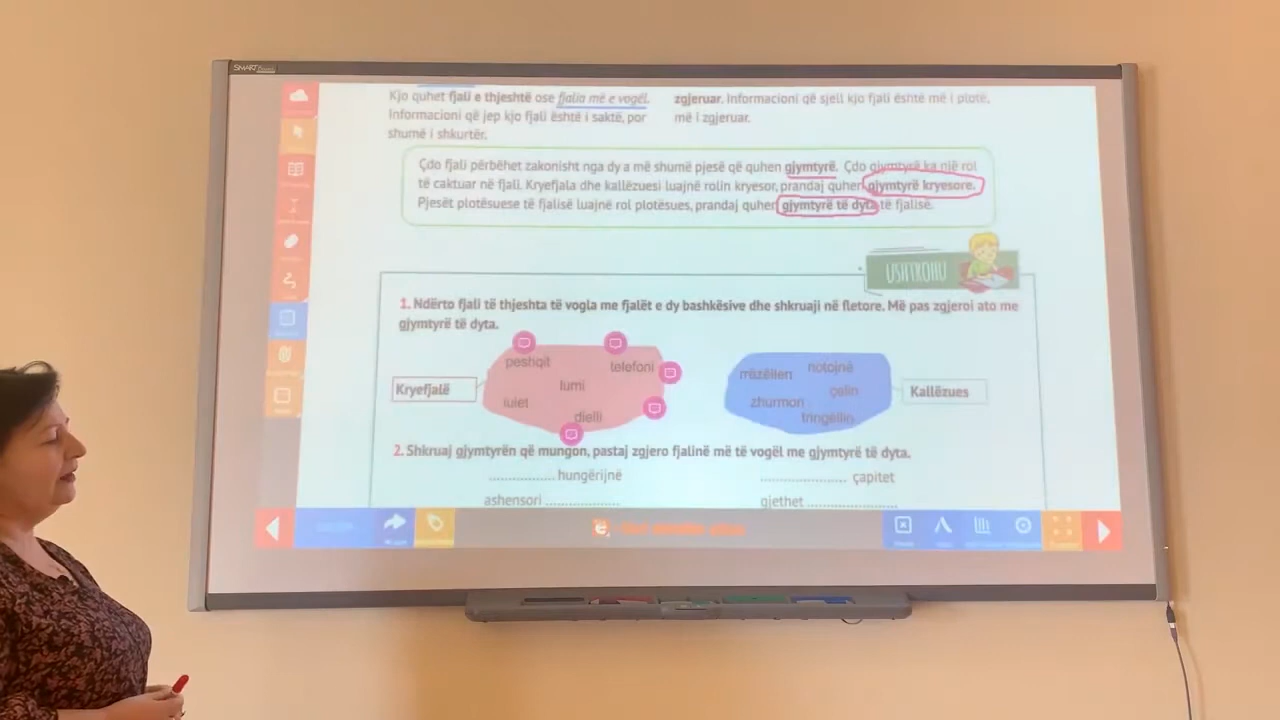 SMART
Kjo quhet fjali e thjeshtë ose fjalia më e vogël.
Informacioni që jep kjo fjali është i saktë, por
shumë i shkurtër.
zgjeruar. Informacioni që sjell kjo fjali është më i plotë,
më i zgjeruar.
Çdo fjali përbëhet zakonisht nga dy a më shumë pjesë që quhen gjymtyrë. Çdo gjymtyrë ka një rol
të caktuar në fjali. Kryefjala dhe kallëzuesi luajnë rolin kryesor, prandaj quhen gjymtyrë kryesore.
Pjesët plotësuese të fjalisë luajnë rol plotësues, prandaj quhen gjymtyrë të dyta të fjalisë.
USHTROHU
1. Ndërto fjali të thjeshta të vogla me fjalët e dy bashkësive dhe shkruaji në fletore. Më pas zgjeroi ato me
gjymtyrë të dyta.
Kryefjalë
peshqit
telefoni
lumi
lulet
dielli
rrëzëllen
notojnë
çelin
zhurmon
tringëllin
Kallëzues
2. Shkruaj gjymtyrën që mungon, pastaj zgjero fjalinë më të vogël me gjymtyrë të dyta.
................ hungërijnë
.................... çapitet
ashensori ..................
gjethet .....................